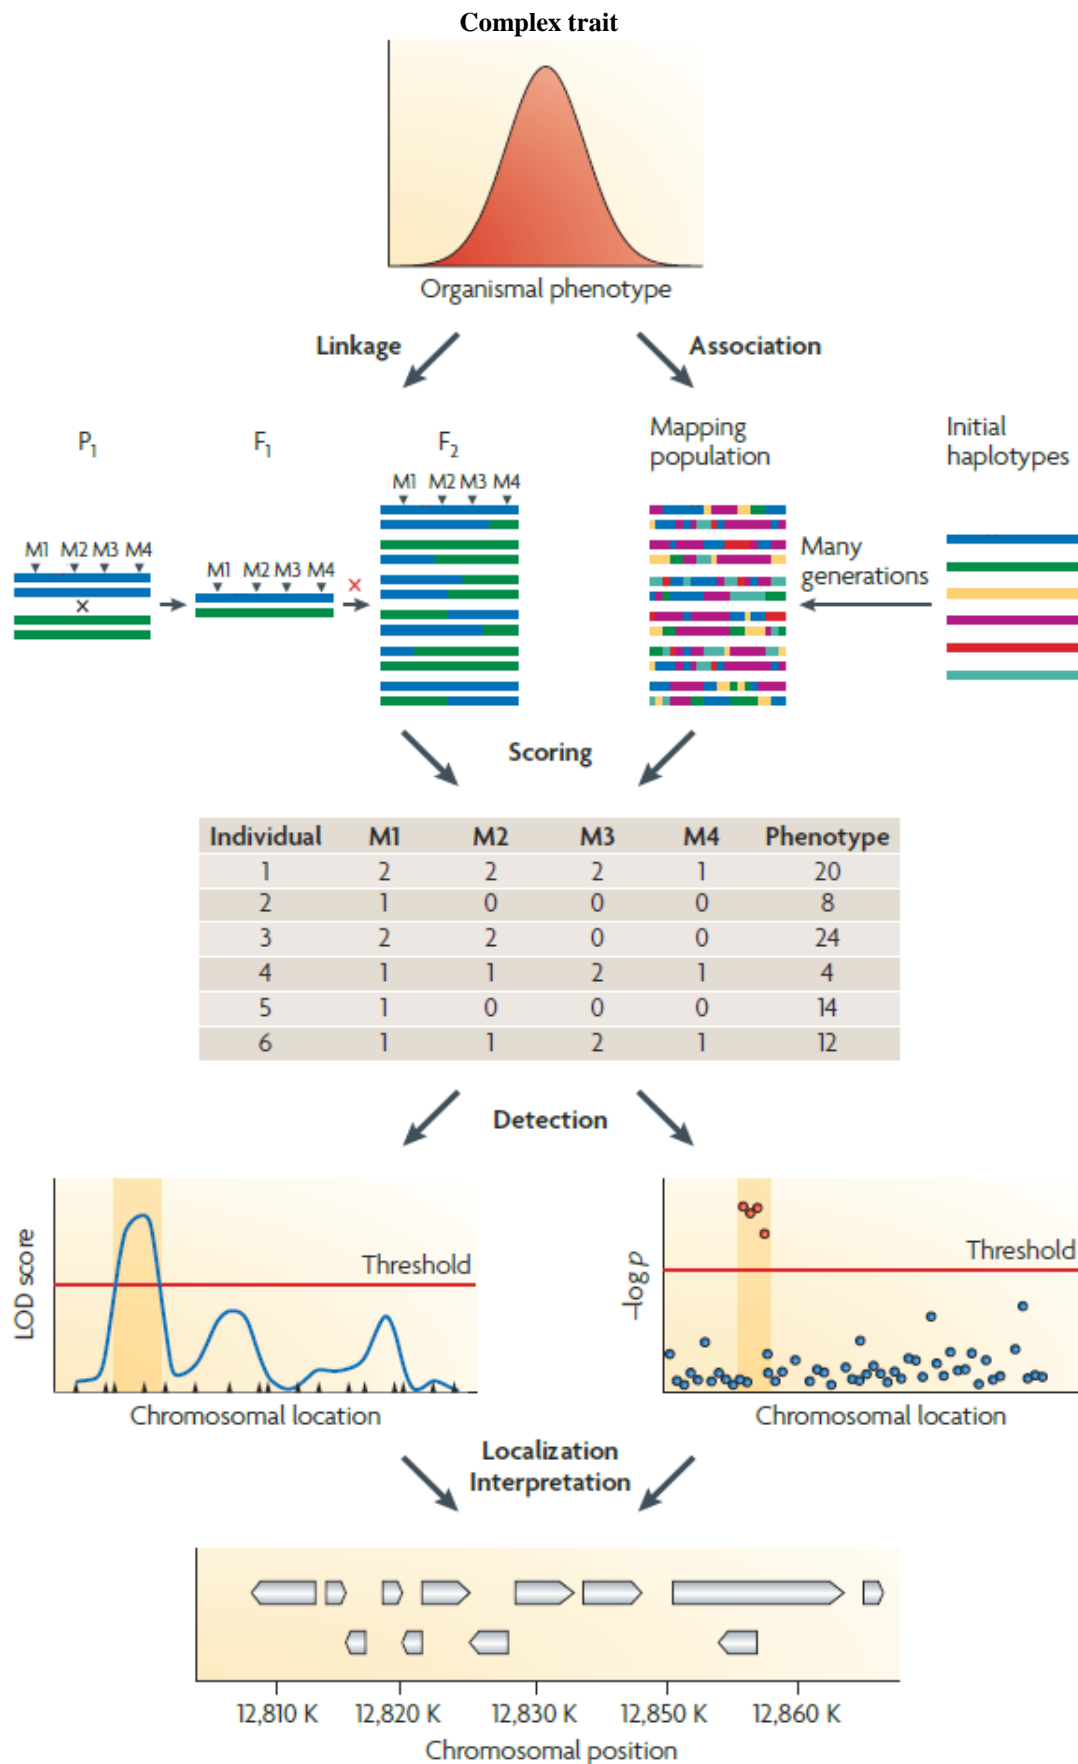 Complex trait
Organismal phenotype
Linkage
Association
P1
F1
F2
Mapping
population
Initial
haplotypes
M1 M2 M3 M4
M1 M2 M3 M4
M1 M2 M3 M4
×
×
Many
generations
Scoring
Individual M1 M2 M3 M4 Phenotype
1 2 2 2 1 20
2 1 0 0 0 8
3 2 2 0 0 24
4 1 1 2 1 4
5 1 0 0 0 14
6 1 1 2 1 12
Detection
LOD score
Threshold
Chromosomal location
–log p
Threshold
Chromosomal location
Localization
Interpretation
12,810 K 12,820 K 12,830 K 12,850 K 12,860 K
Chromosomal position